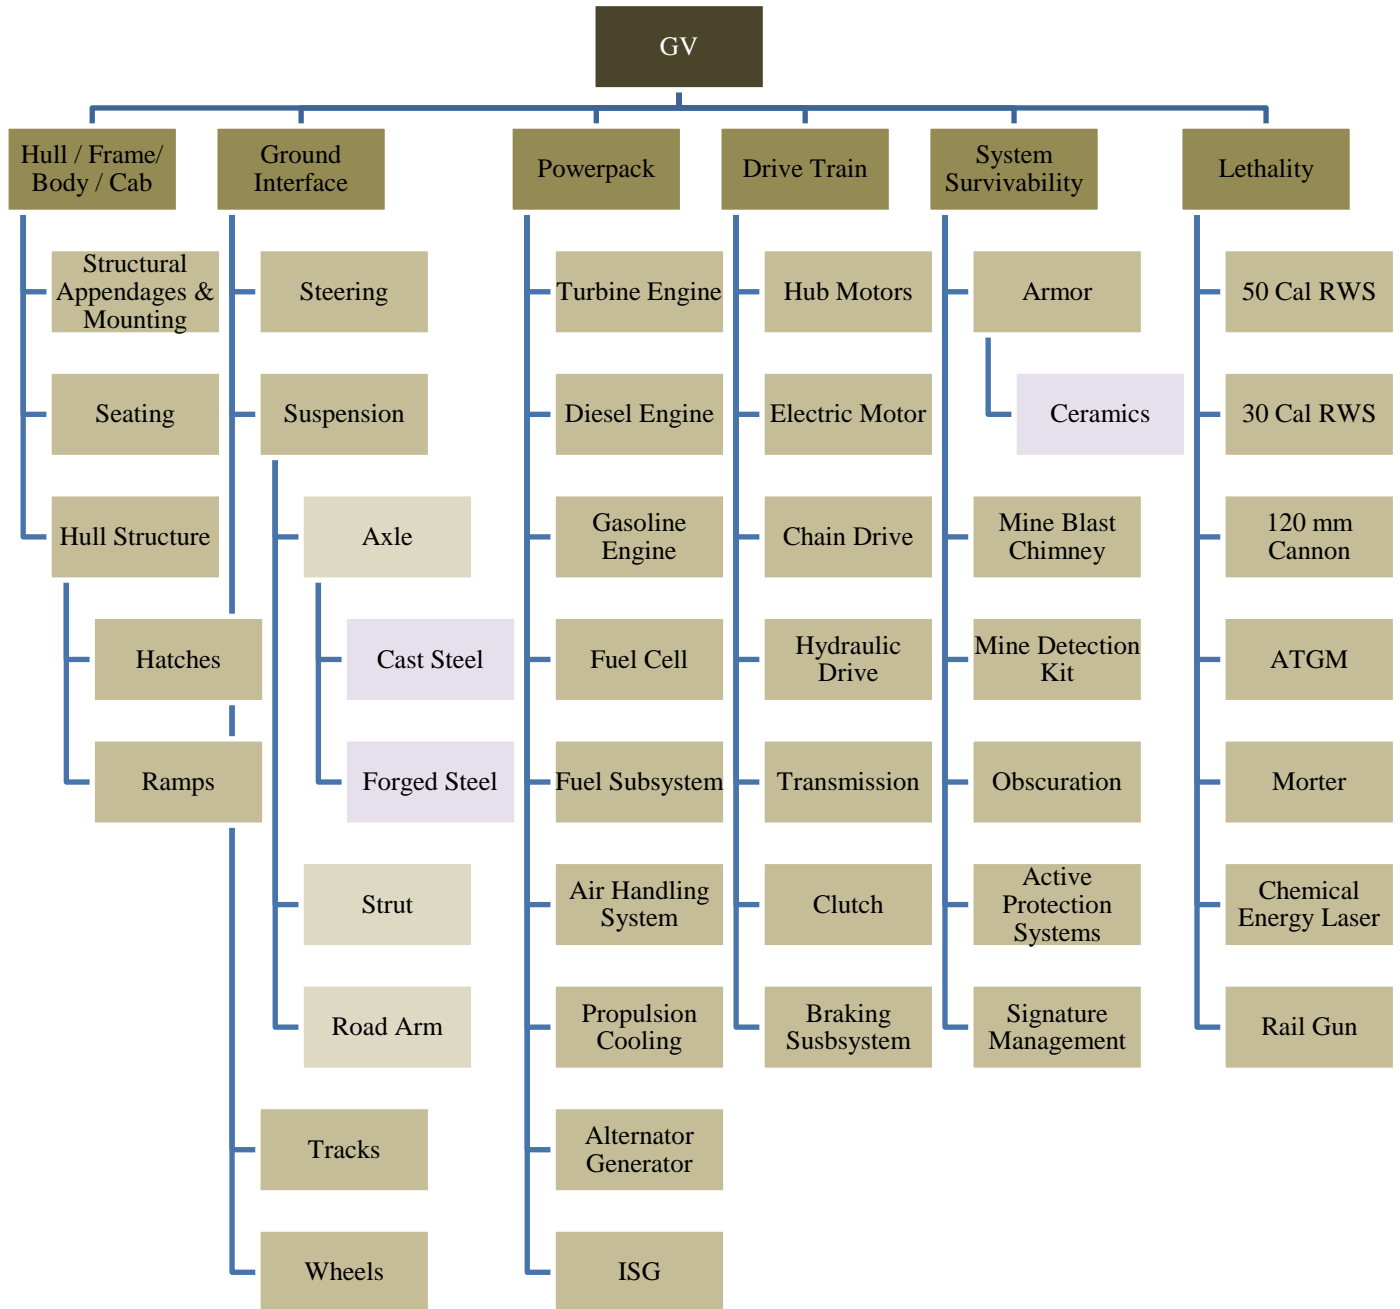 GV
Hull / Frame/
Body / Cab
Structural
Appendages &
Mounting
Seating
Hull Structure
Hatches
Ramps
Ground
Interface
Steering
Suspension
Axle
Cast Steel
Forged Steel
Strut
Road Arm
Tracks
Wheels
Powerpack
Turbine Engine
Diesel Engine
Gasoline
Engine
Fuel Cell
Fuel Subsystem
Air Handling
System
Propulsion
Cooling
Alternator
Generator
ISG
Drive Train
Hub Motors
Electric Motor
Chain Drive
Hydraulic
Drive
Transmission
Clutch
Braking
Susbsystem
System
Survivability
Armor
Ceramics
Mine Blast
Chimney
Mine Detection
Kit
Obscuration
Active
Protection
Systems
Signature
Management
Lethality
50 Cal RWS
30 Cal RWS
120 mm
Cannon
ATGM
Morter
Chemical
Energy Laser
Rail Gun